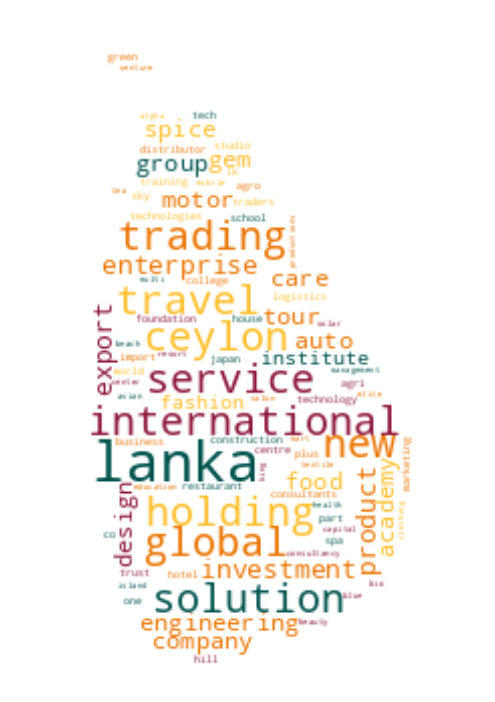 green
venture
alpha tech
spice
distributor studio
group gem
lk
training mobile
tea sky agro
motor traders
technologies school
trading
productions
enterprise
multi college care
travel logistics
export
foundation house tour solar
ceylon auto
beach import resort japan institute
world management
service
center agri
asian fashion salon technology elite
international
business construction mart new
centre plus marketing
lanka
king textile
food
design
education restaurant consultants
product
academy
holding health
part
clothing
co capital
global spa
consultancy
trust hotel investment
island bio
one solution blue
engineering beauty
company
hill